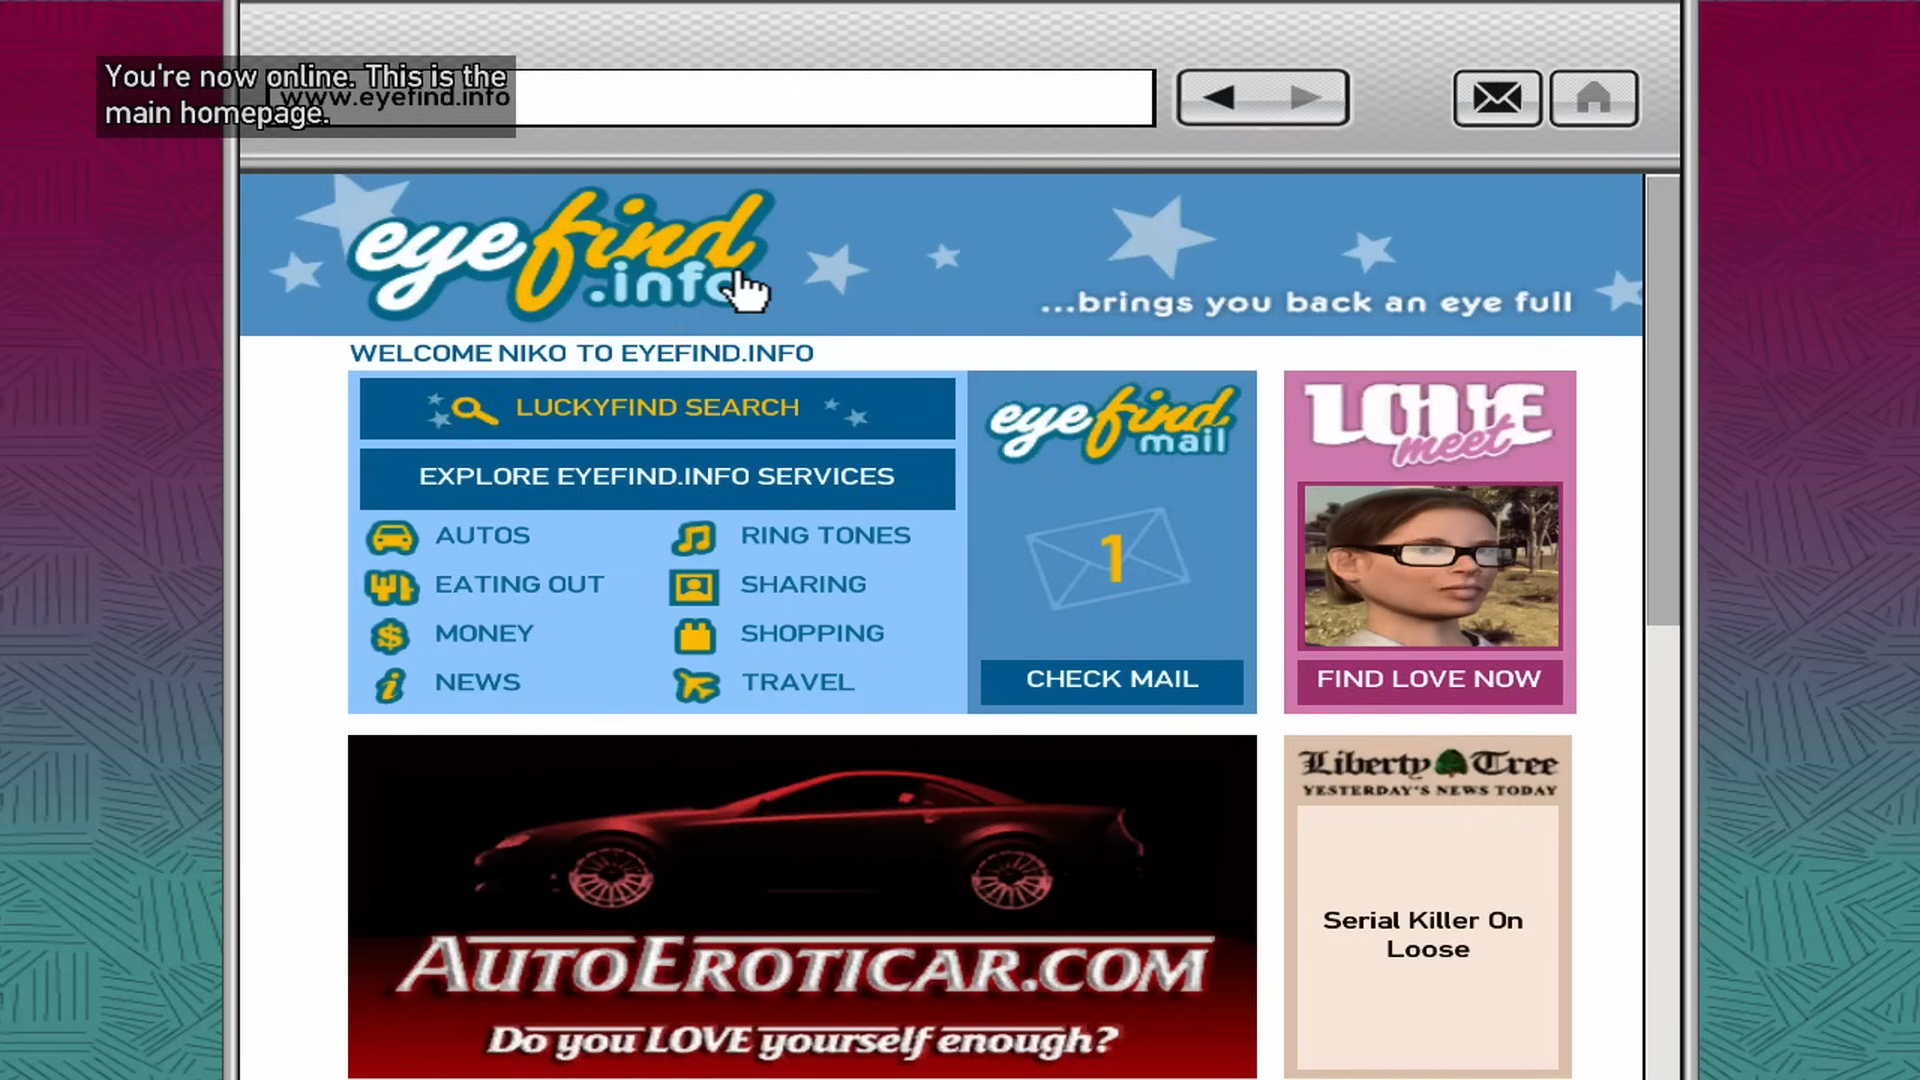 You're now online. This is the
main homepage.
www.eyefind.info
eyefind
.info
...brings you back an eye full
WELCOME NIKO TO EYEFIND.INFO
LUCKYFIND SEARCH
EXPLORE EYEFIND.INFO SERVICES
AUTOS
RING TONES
EATING OUT
SHARING
MONEY
SHOPPING
NEWS
TRAVEL
eyefind
mail
1
CHECK MAIL
LOVE
meet
FIND LOVE NOW
AUTOEROTICAR.COM
Do you LOVE yourself enough?
Liberty Tree
YESTERDAY'S NEWS TODAY
Serial Killer On
Loose